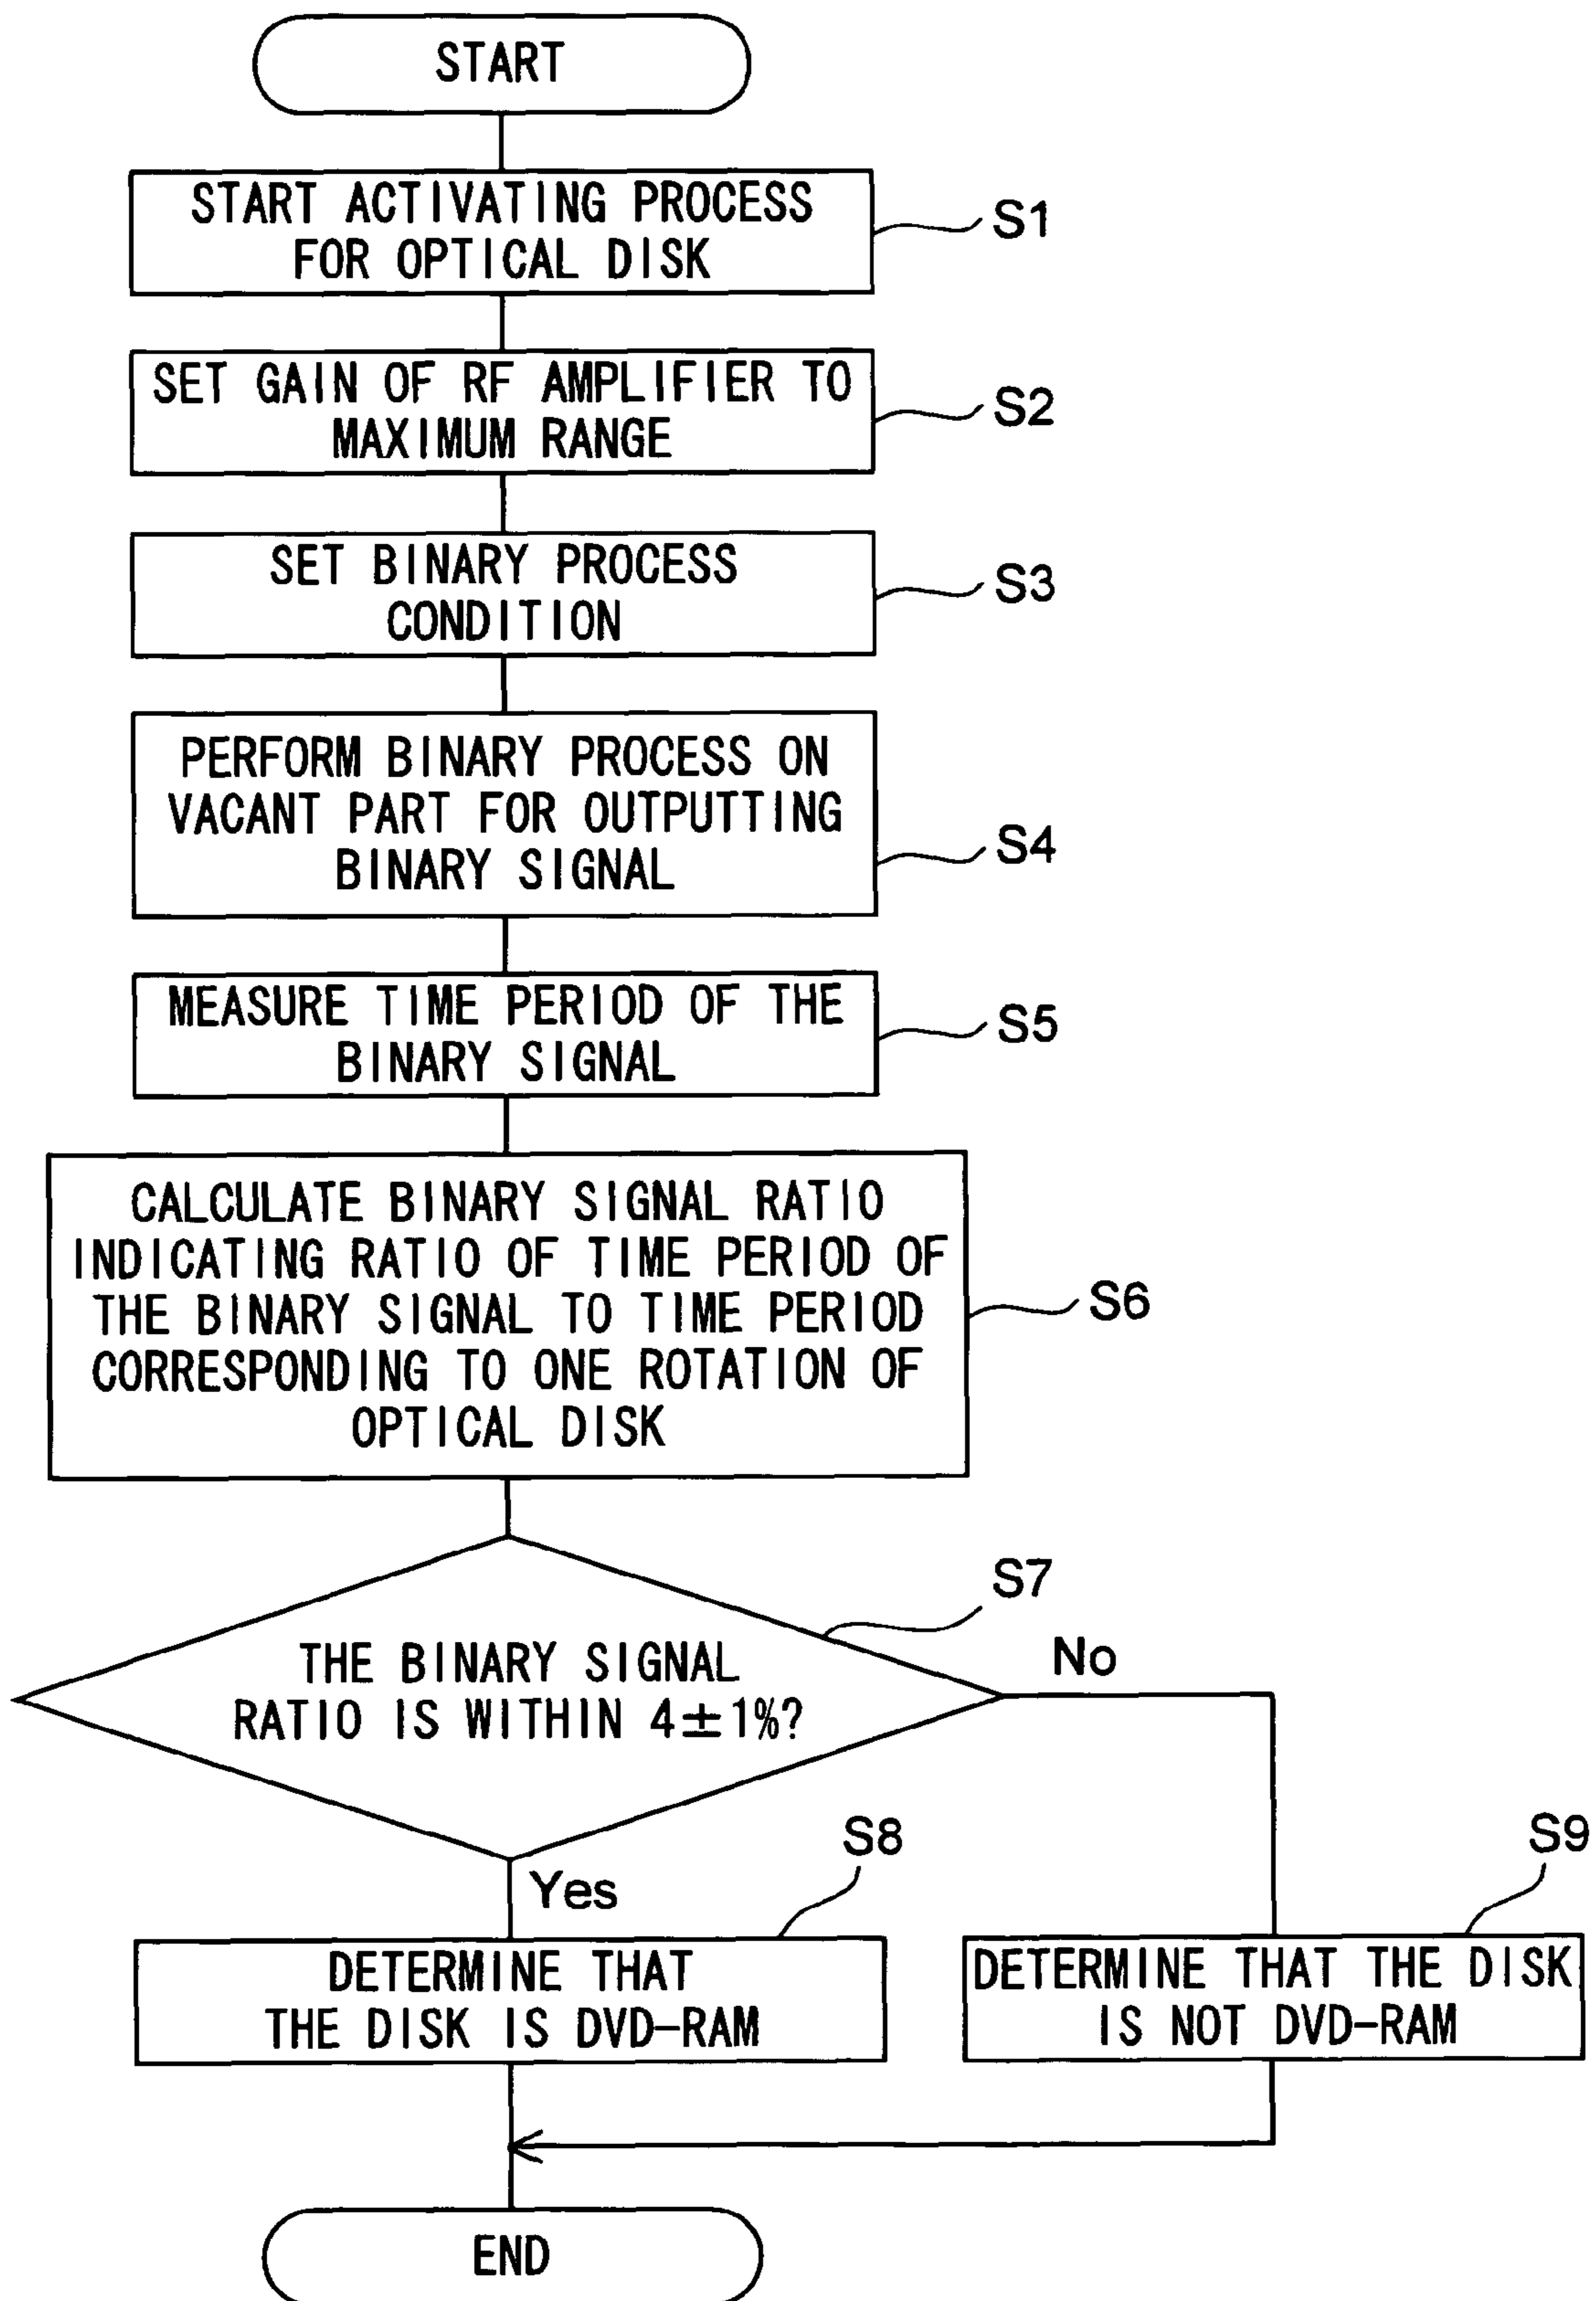 START
START ACTIVATING PROCESS
FOR OPTICAL DISK
S1
SET GAIN OF RF AMPLIFIER TO
MAXIMUM RANGE
S2
SET BINARY PROCESS
CONDITION
S3
PERFORM BINARY PROCESS ON
VACANT PART FOR OUTPUTTING
BINARY SIGNAL
S4
MEASURE TIME PERIOD OF THE
BINARY SIGNAL
S5
CALCULATE BINARY SIGNAL RATIO
INDICATING RATIO OF TIME PERIOD OF
THE BINARY SIGNAL TO TIME PERIOD
CORRESPONDING TO ONE ROTATION OF
OPTICAL DISK
S6
S7
THE BINARY SIGNAL
RATIO IS WITHIN 4±1%?
No
Yes
S8
DETERMINE THAT
THE DISK IS DVD-RAM
S9
DETERMINE THAT THE DISK
IS NOT DVD-RAM
END